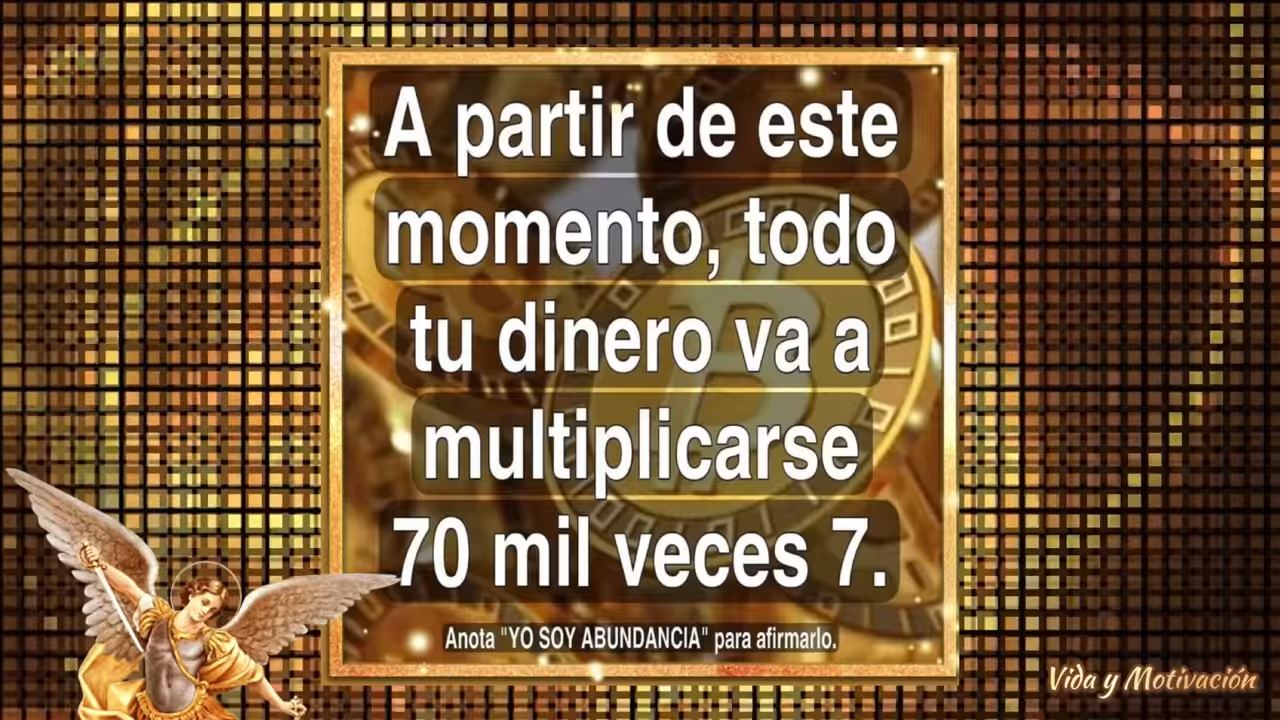 A partir de este
momento, todo
tu dinero va a
multiplicarse
70 mil veces 7.
Anota "YO SOY ABUNDANCIA" para afirmarlo.
Vida y Motivación